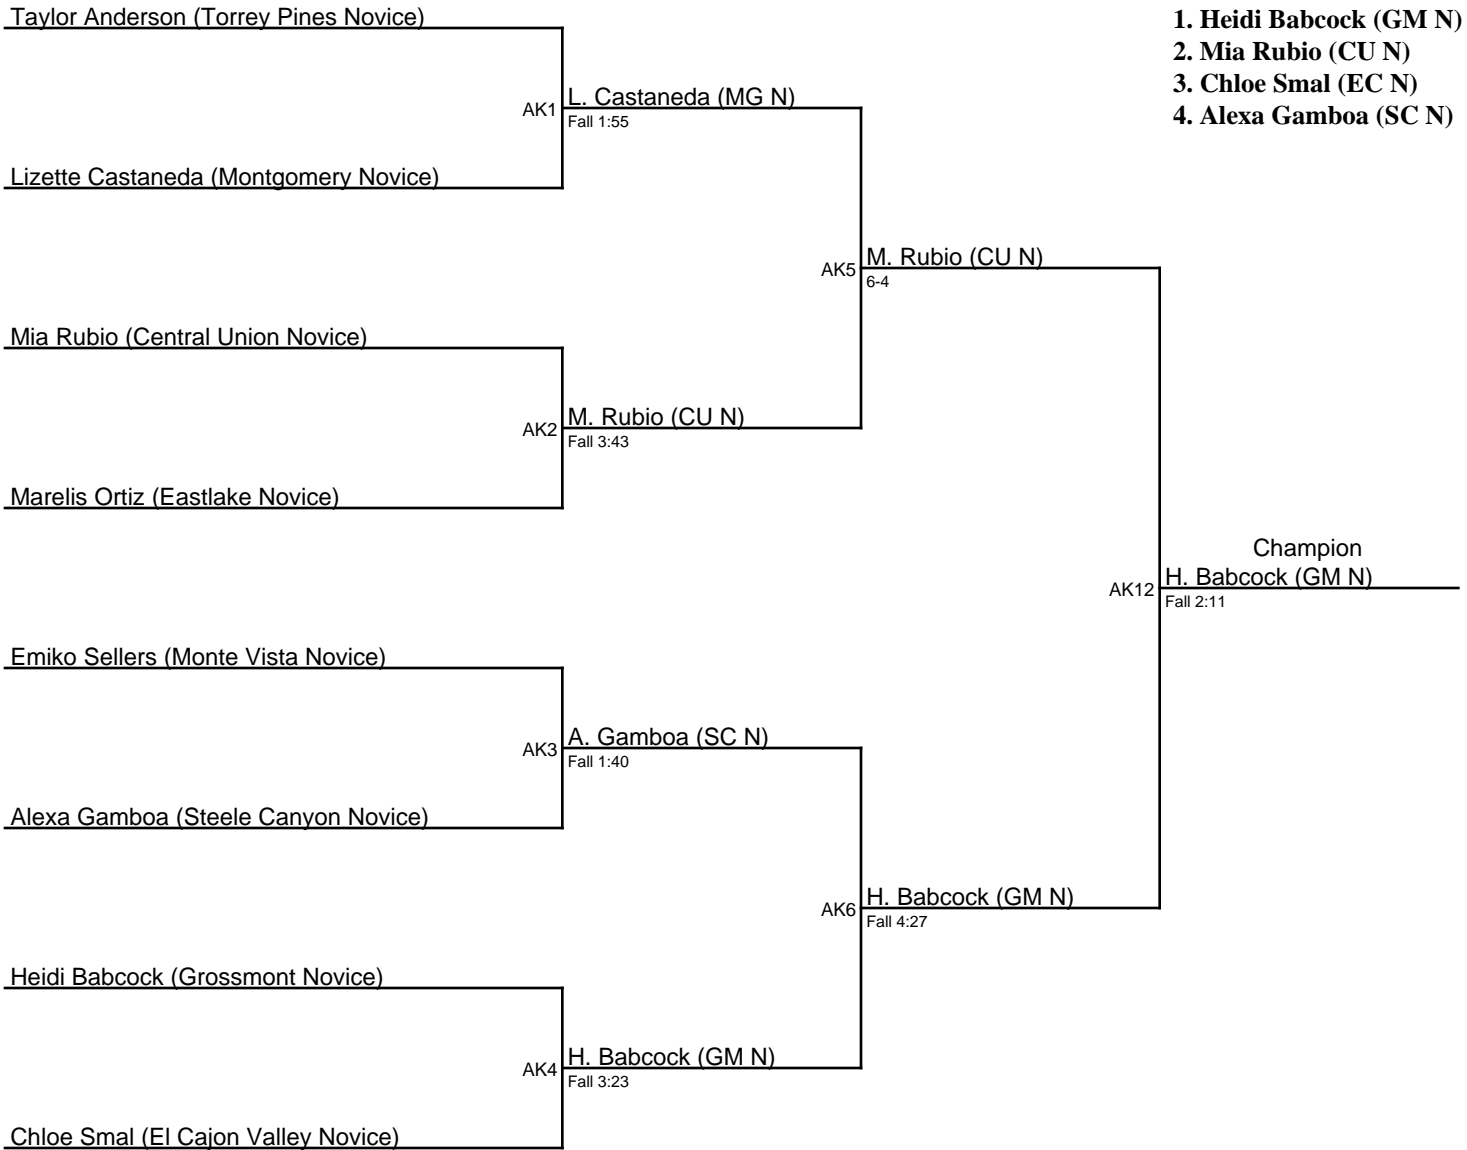 Taylor Anderson (Torrey Pines Novice)
1. Heidi Babcock (GM N)
2. Mia Rubio (CU N)
3. Chloe Smal (EC N)
4. Alexa Gamboa (SC N)
AK1
L. Castaneda (MG N)
Fall 1:55
Lizette Castaneda (Montgomery Novice)
AK5
M. Rubio (CU N)
6-4
Mia Rubio (Central Union Novice)
AK2
M. Rubio (CU N)
Fall 3:43
Marelis Ortiz (Eastlake Novice)
Champion
AK12
H. Babcock (GM N)
Fall 2:11
Emiko Sellers (Monte Vista Novice)
AK3
A. Gamboa (SC N)
Fall 1:40
Alexa Gamboa (Steele Canyon Novice)
AK6
H. Babcock (GM N)
Fall 4:27
Heidi Babcock (Grossmont Novice)
AK4
H. Babcock (GM N)
Fall 3:23
Chloe Smal (El Cajon Valley Novice)